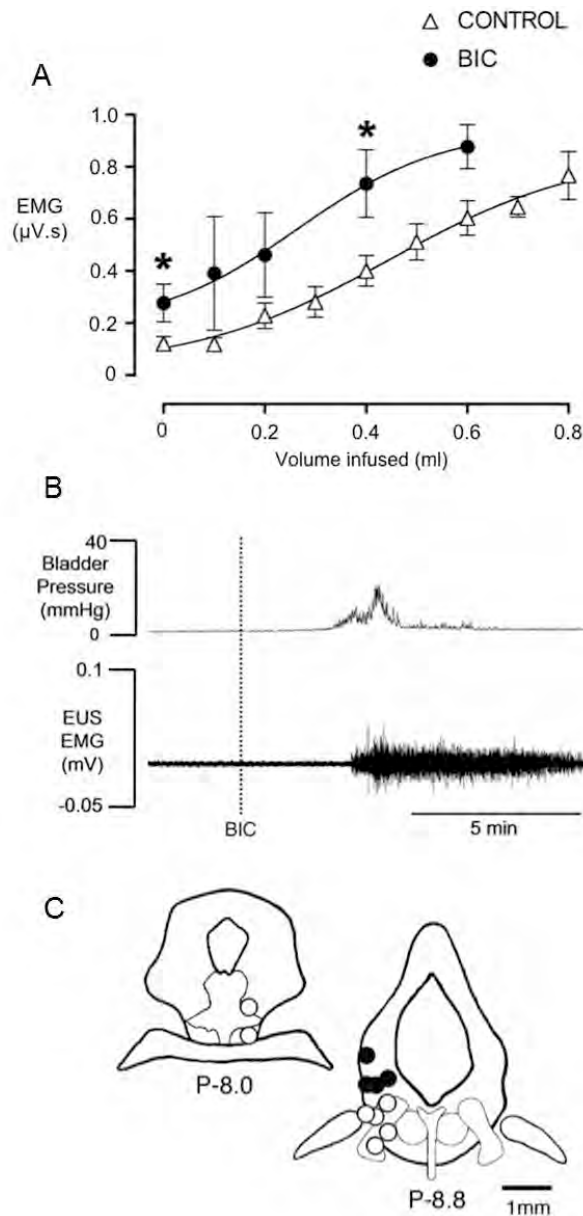 △ CONTROL
● BIC
A
1.0
0.8
0.6
0.4
0.2
0
EMG
(µV.s)
*
*
0 0.2 0.4 0.6 0.8
Volume infused (ml)
B
40
Bladder
Pressure
(mmHg)
0
0.1
EUS
EMG
(mV)
-0.05
BIC
5 min
C
P-8.0
P-8.8
1mm